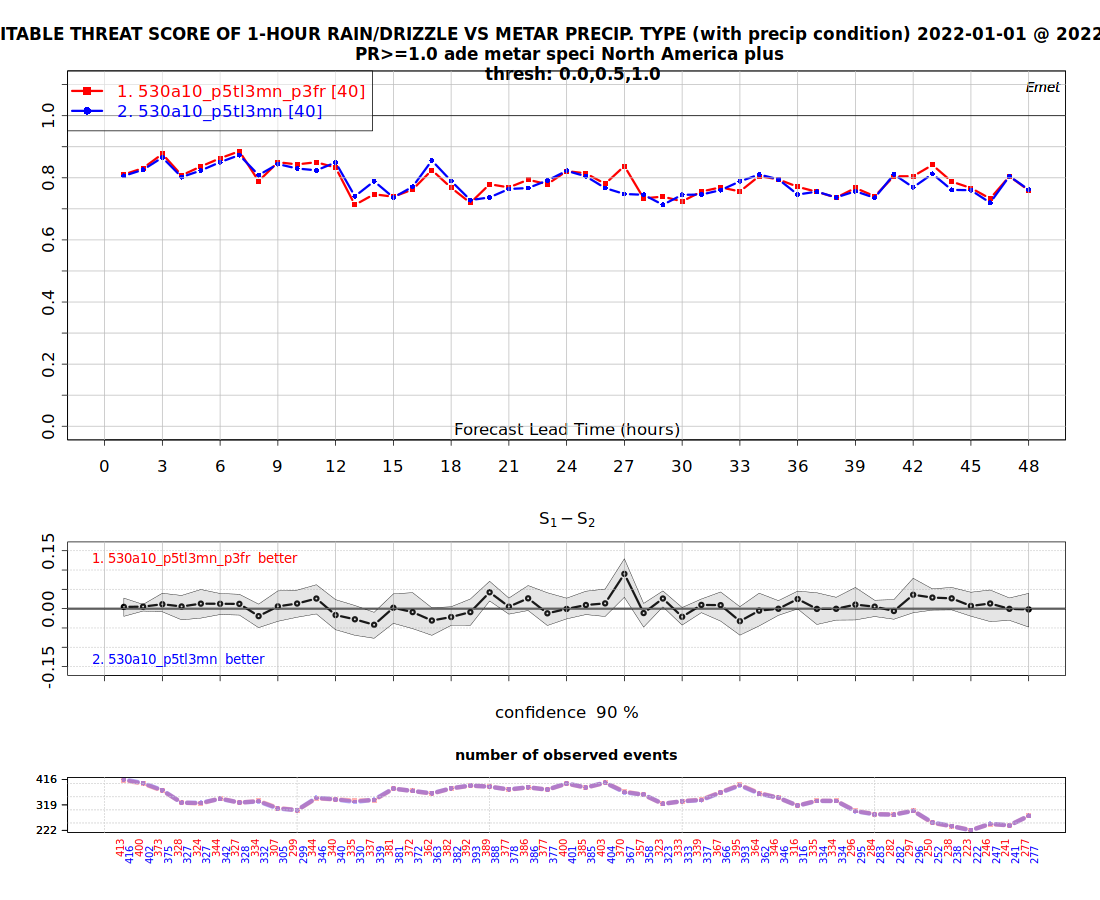 ITABLE THREAT SCORE OF 1-HOUR RAIN/DRIZZLE VS METAR PRECIP. TYPE (with precip condition) 2022-01-01 @ 2022
PR>=1.0 ade metar speci North America plus
thresh: 0.0,0.5,1.0
1. 530a10_p5tl3mn_p3fr [40]
2. 530a10_p5tl3mn [40]
Emet
1.0
0.8
0.6
0.4
0.2
0.0
Forecast Lead Time (hours)
0 3 6 9 12 15 18 21 24 27 30 33 36 39 42 45 48
S1 − S2
0.15
0.00
-0.15
1. 530a10_p5tl3mn_p3fr better
2. 530a10_p5tl3mn better
confidence 90 %
number of observed events
416
319
222